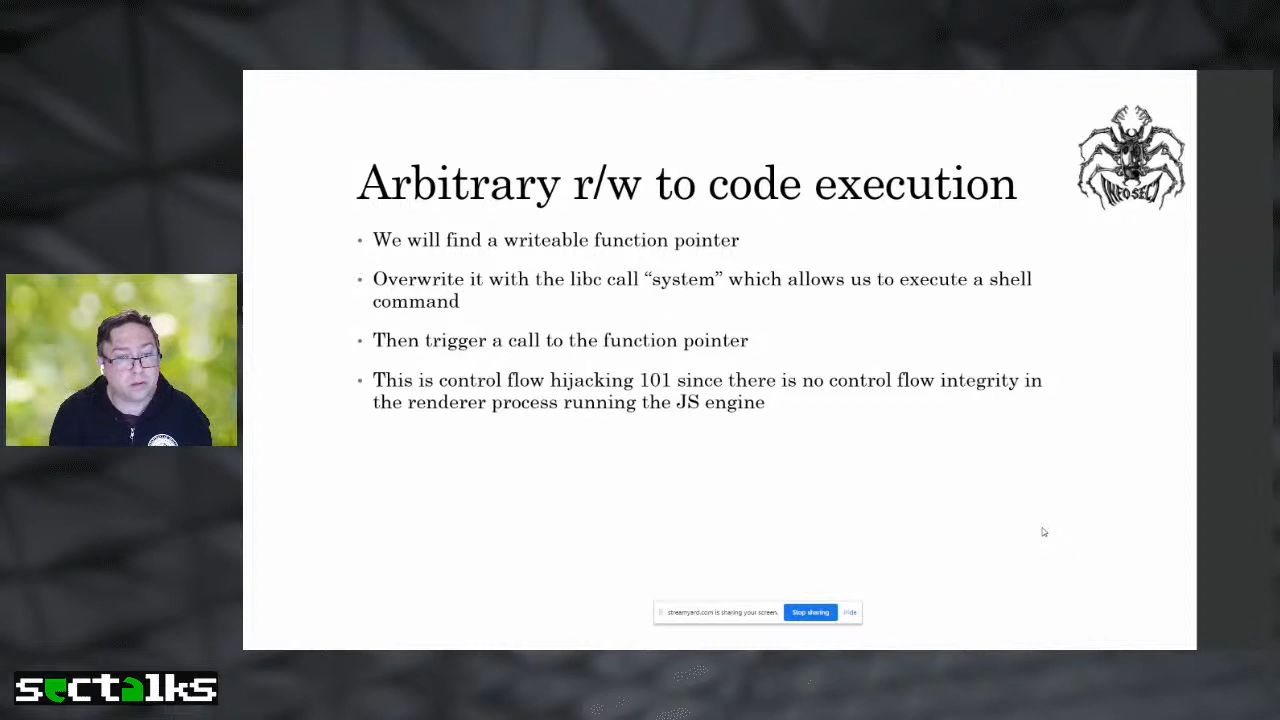 Arbitrary r/w to code execution
INFOSECT
• We will find a writeable function pointer
• Overwrite it with the libc call “system” which allows us to execute a shell
command
• Then trigger a call to the function pointer
• This is control flow hijacking 101 since there is no control flow integrity in
the renderer process running the JS engine
streamyard.com is sharing your screen.
Stop sharing
Hide
sectalks